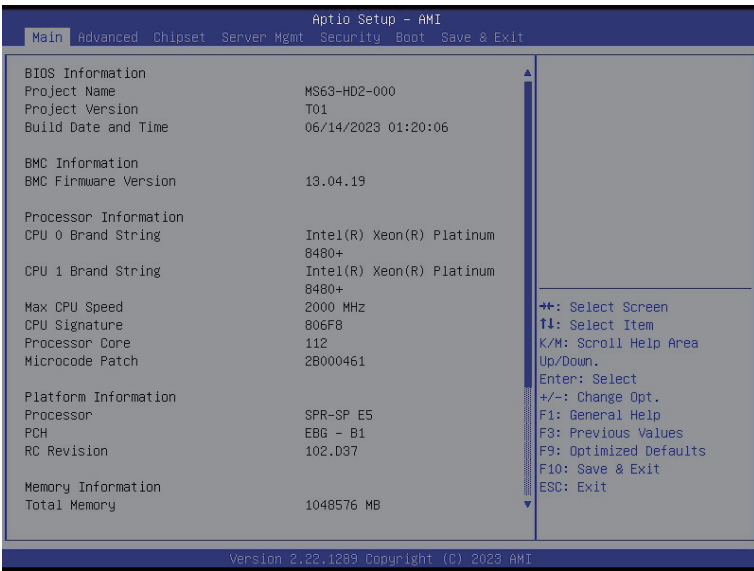 Aptio Setup – AMI
Main Advanced Chipset Server Mgmt Security Boot Save & Exit
BIOS Information
Project Name MS63-HD2-000
Project Version T01
Build Date and Time 06/14/2023 01:20:06
BMC Information
BMC Firmware Version 13.04.19
Processor Information
CPU 0 Brand String Intel(R) Xeon(R) Platinum
8480+
CPU 1 Brand String Intel(R) Xeon(R) Platinum
8480+
Max CPU Speed 2000 MHz
CPU Signature 806F8
Processor Core 112
Microcode Patch 2B000461
Platform Information
Processor SPR-SP E5
PCH EBG - B1
RC Revision 102.D37
Memory Information
Total Memory 1048576 MB
→←: Select Screen
↑↓: Select Item
K/M: Scroll Help Area
Up/Down.
Enter: Select
+/-: Change Opt.
F1: General Help
F3: Previous Values
F9: Optimized Defaults
F10: Save & Exit
ESC: Exit
Version 2.22.1289 Copyright (C) 2023 AMI